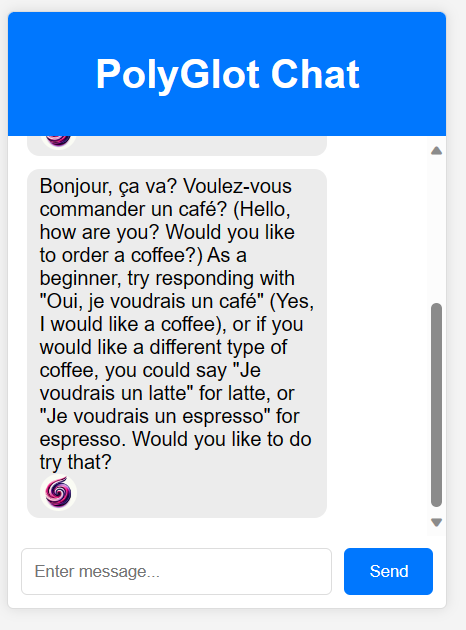 PolyGlot Chat
Bonjour, ça va? Voulez-vous
commander un café? (Hello,
how are you? Would you like
to order a coffee?) As a
beginner, try responding with
"Oui, je voudrais un café" (Yes,
I would like a coffee), or if you
would like a different type of
coffee, you could say "Je
voudrais un latte" for latte, or
"Je voudrais un espresso" for
espresso. Would you like to do
try that?
Enter message...
Send